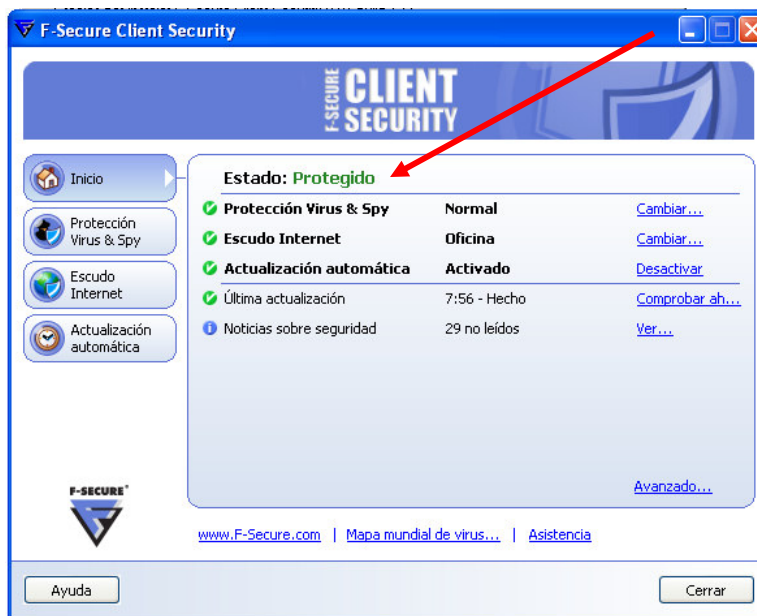 F-Secure Client Security
F-SECURE CLIENT SECURITY
Inicio
Protección
Virus & Spy
Escudo
Internet
Actualización
automática
Estado: Protegido
Protección Virus & Spy Normal Cambiar...
Escudo Internet Oficina Cambiar...
Actualización automática Activado Desactivar
Última actualización 7:56 - Hecho Comprobar ah...
Noticias sobre seguridad 29 no leídos Ver...
Avanzado...
F-SECURE®
www.F-Secure.com | Mapa mundial de virus... | Asistencia
Ayuda Cerrar